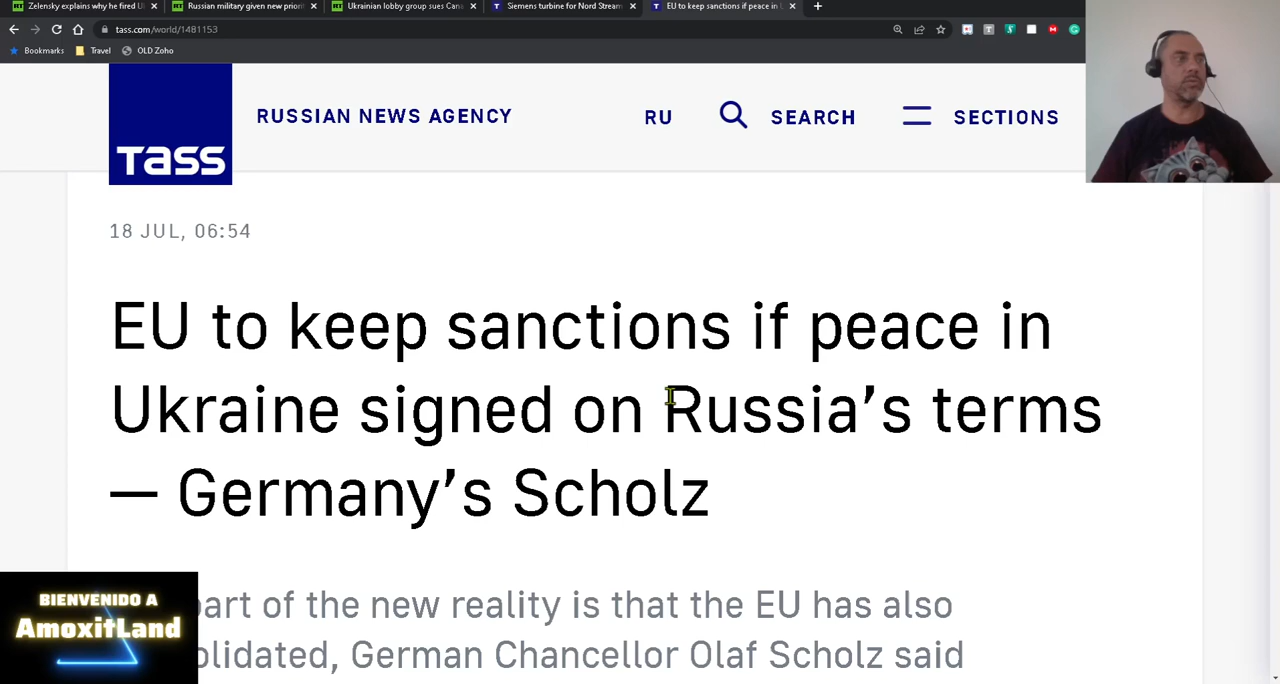 Zelensky explains why he fired U
Russian military given new priori
Ukrainian lobby group sues Cana
Siemens turbine for Nord Stream
EU to keep sanctions if peace in U
tass.com/world/1481153
Bookmarks
Travel
OLD Zoho
TASS
RUSSIAN NEWS AGENCY
RU
SEARCH
SECTIONS
18 JUL, 06:54
EU to keep sanctions if peace in
Ukraine signed on Russia’s terms
— Germany’s Scholz
part of the new reality is that the EU has also
olidated, German Chancellor Olaf Scholz said
BIENVENIDO A
AmoxitLand